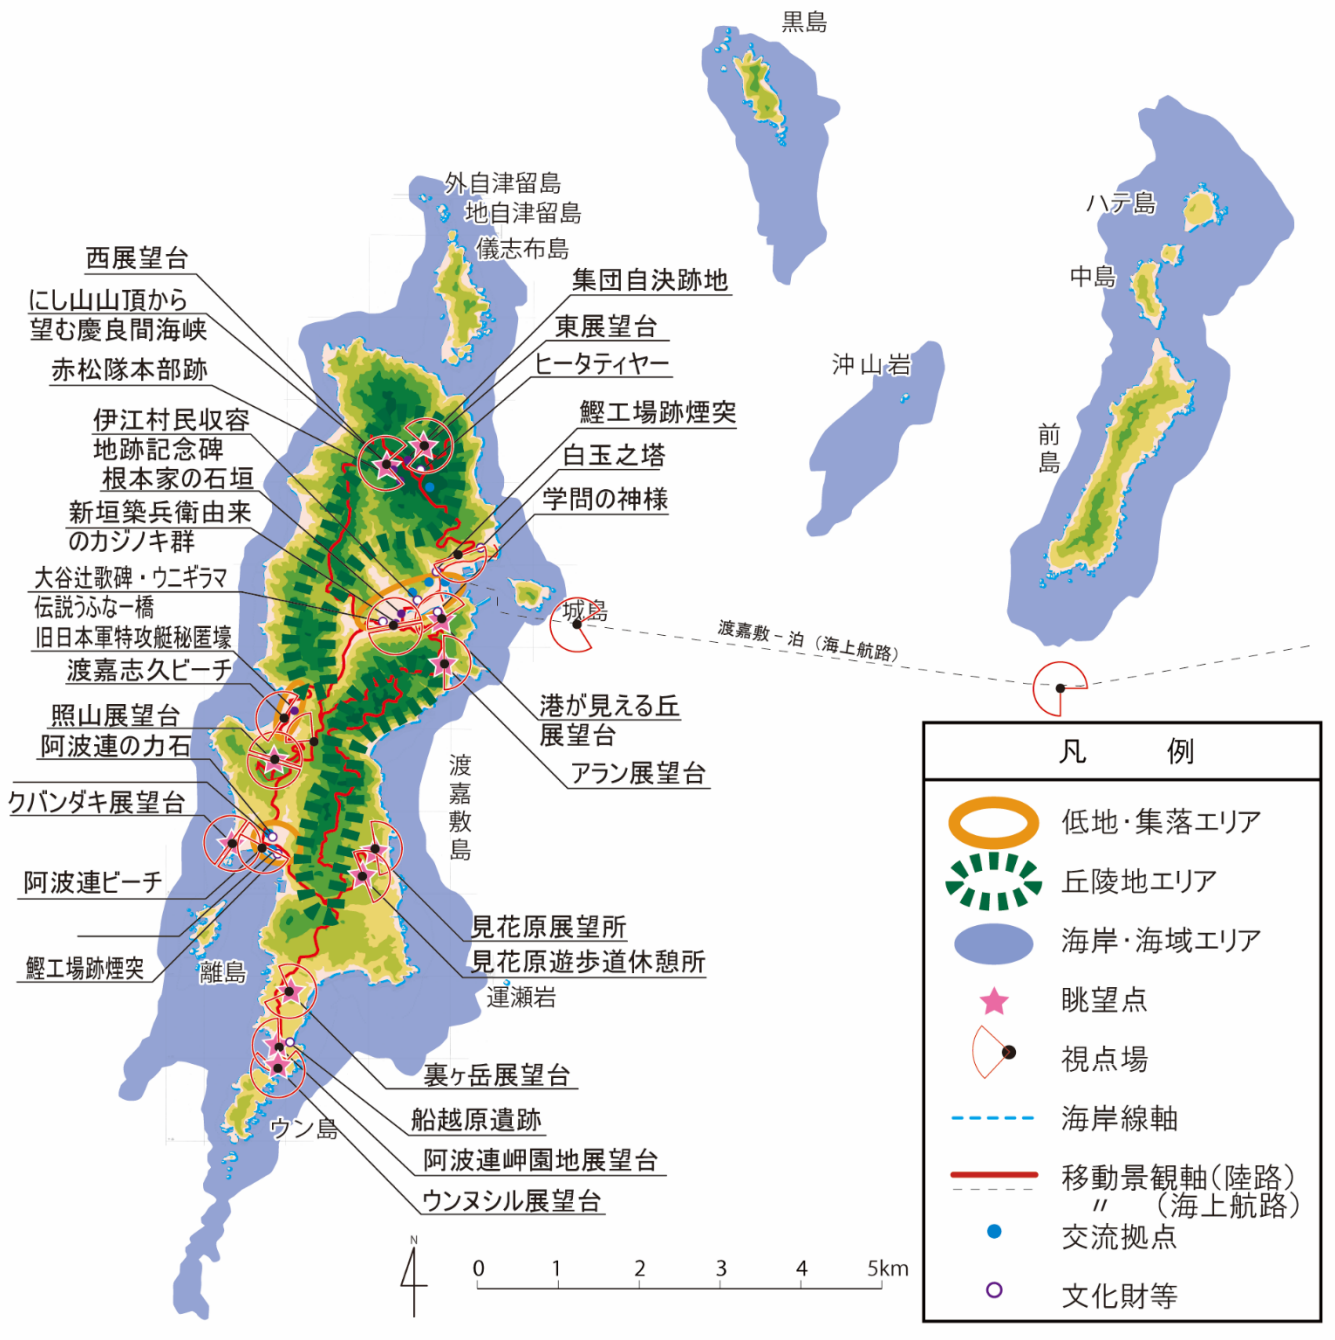 黒島
外自津留島
地自津留島
儀志布島
ハテ島
中島
沖山岩
前島
西展望台
にし山山頂から
望む慶良間海峡
赤松隊本部跡
伊江村民収容
地跡記念碑
根本家の石垣
新垣築兵衛由来
のカジノキ群
大谷辻歌碑・ウニギラマ
伝説うふなー橋
旧日本軍特攻艇秘匿壕
渡嘉志久ビーチ
照山展望台
阿波連の力石
クバンダキ展望台
阿波連ビーチ
鰹工場跡煙突
集団自決跡地
東展望台
ヒータティヤー
鰹工場跡煙突
白玉之塔
学問の神様
城島
渡嘉敷－泊（海上航路）
港が見える丘
展望台
アラン展望台
渡嘉敷島
見花原展望所
見花原遊歩道休憩所
運瀬岩
離島
裏ヶ岳展望台
船越原遺跡
阿波連岬園地展望台
ウンヌシル展望台
ウン島
N
0 1 2 3 4 5km
凡 例
低地・集落エリア
丘陵地エリア
海岸・海域エリア
眺望点
視点場
海岸線軸
移動景観軸（陸路）
〃 （海上航路）
交流拠点
文化財等